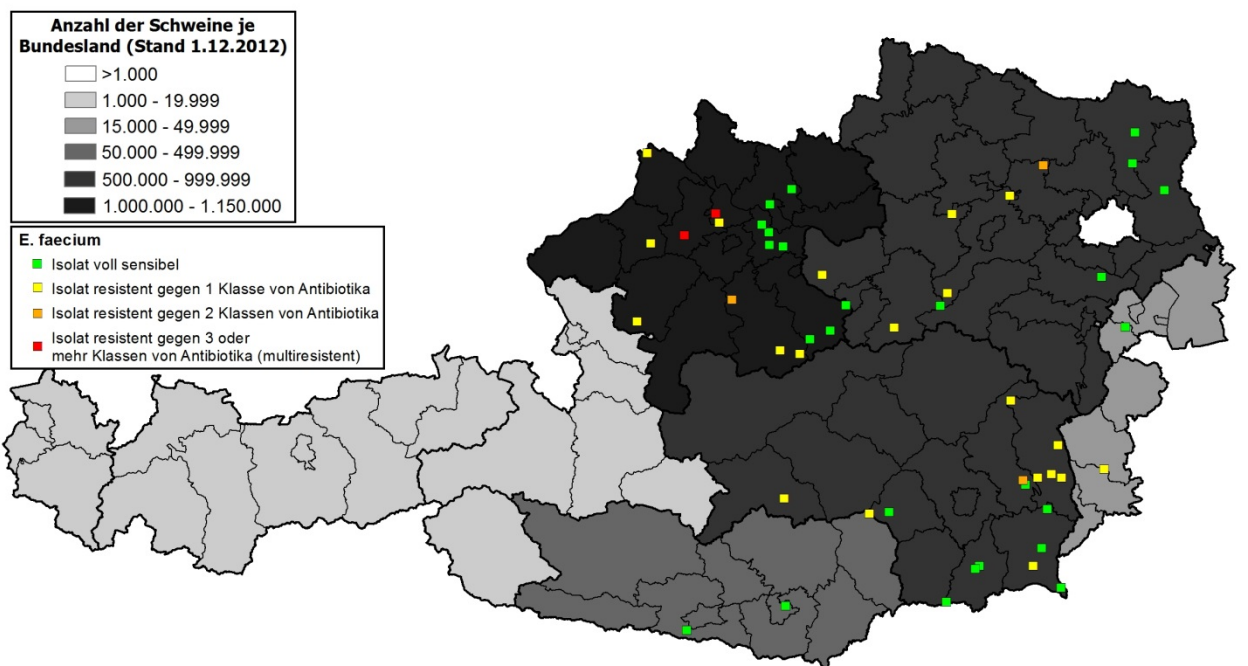 Anzahl der Schweine je
Bundesland (Stand 1.12.2012)
>1.000
1.000 - 19.999
15.000 - 49.999
50.000 - 499.999
500.000 - 999.999
1.000.000 - 1.150.000
E. faecium
Isolat voll sensibel
Isolat resistent gegen 1 Klasse von Antibiotika
Isolat resistent gegen 2 Klassen von Antibiotika
Isolat resistent gegen 3 oder
mehr Klassen von Antibiotika (multiresistent)